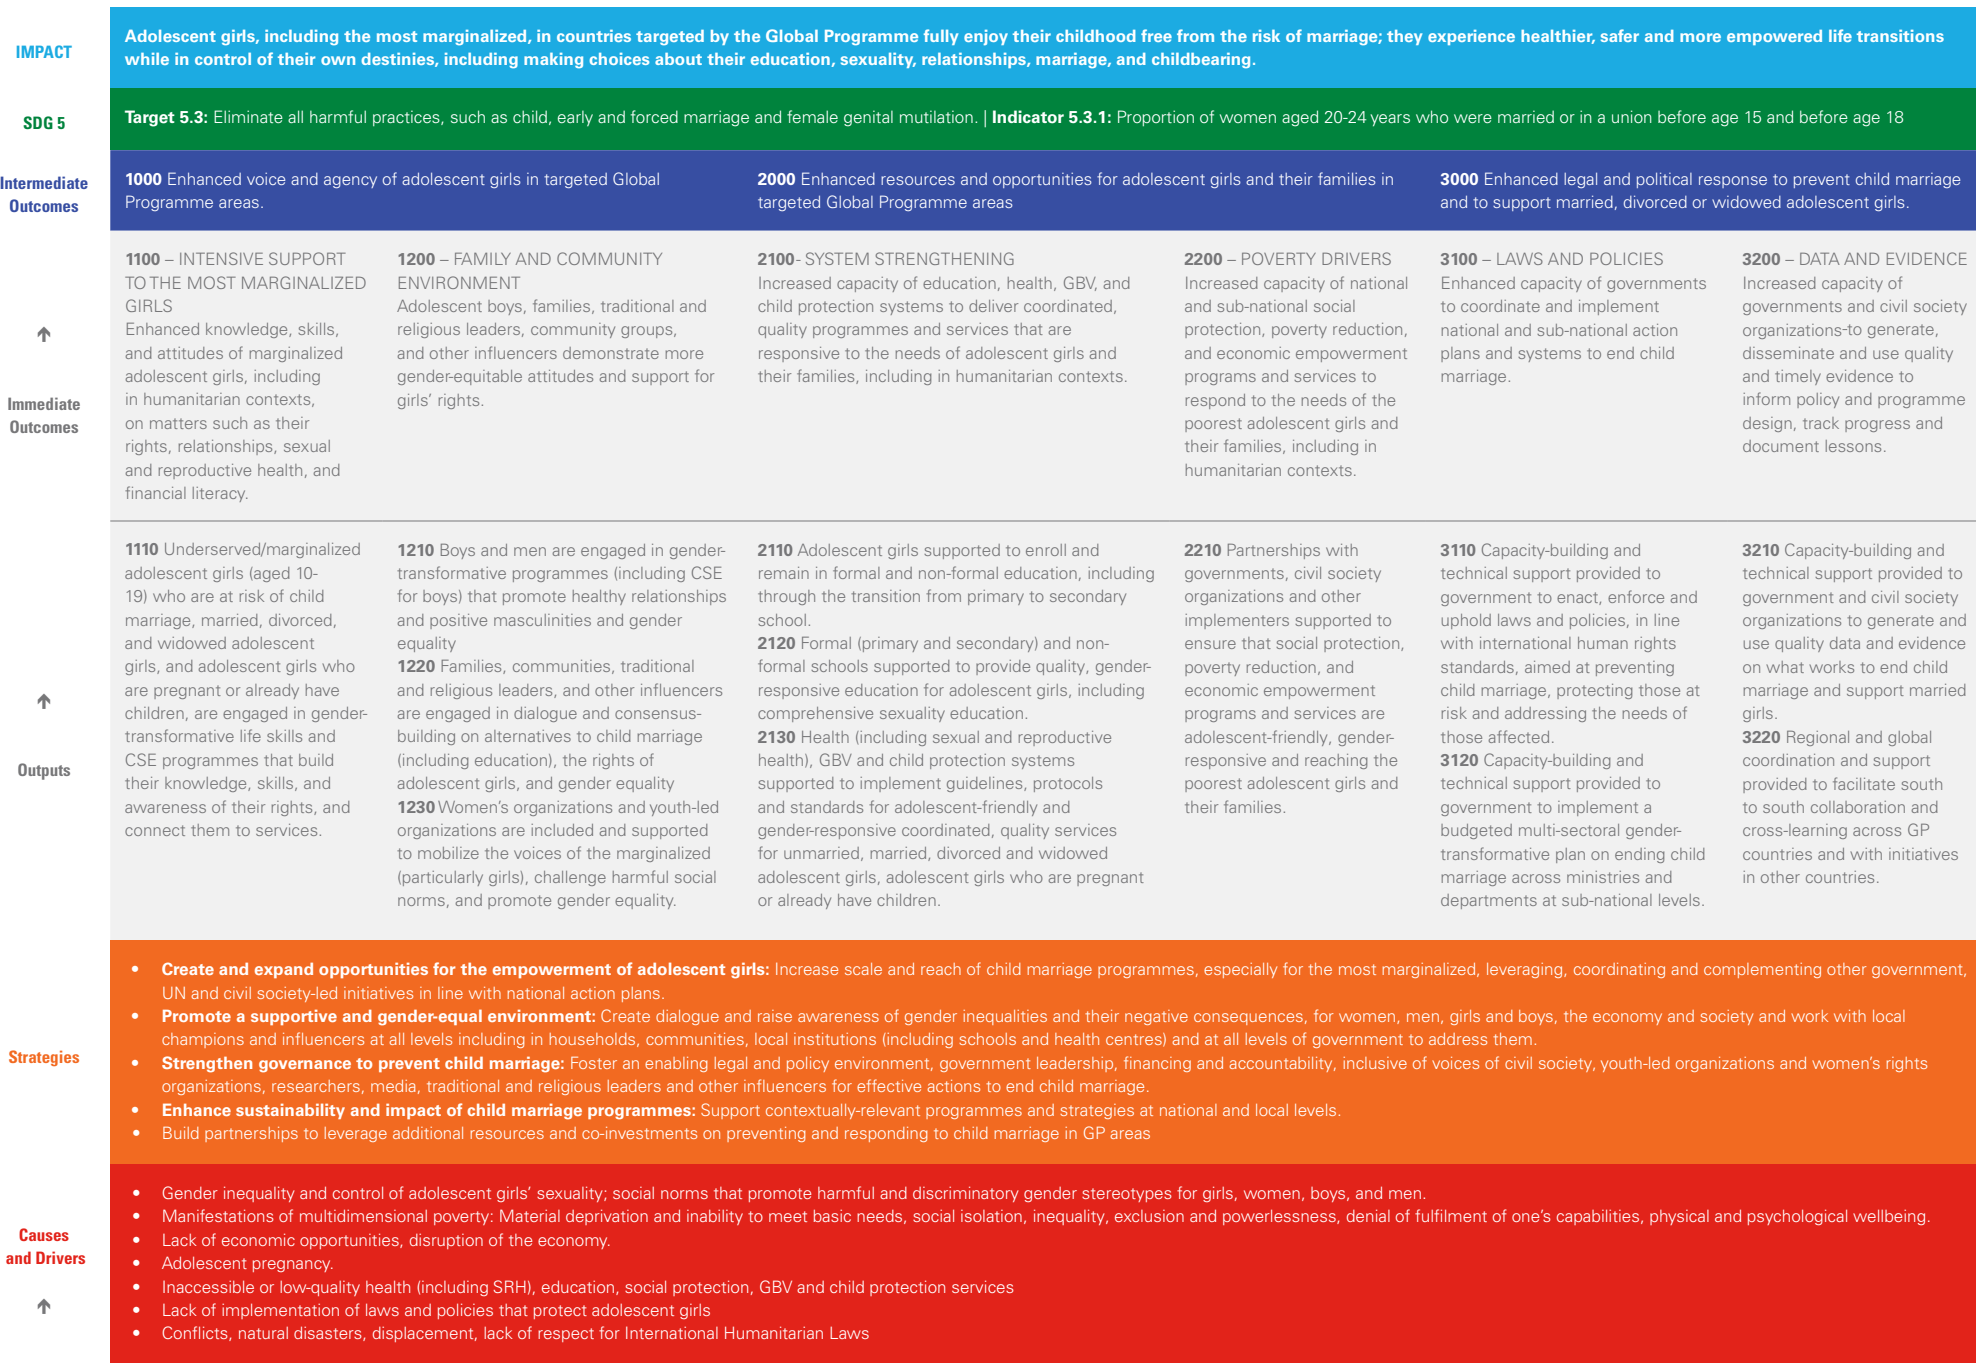 IMPACT
Adolescent girls, including the most marginalized, in countries targeted by the Global Programme fully enjoy their childhood free from the risk of marriage; they experience healthier, safer and more empowered life transitions
while in control of their own destinies, including making choices about their education, sexuality, relationships, marriage, and childbearing.
SDG 5
Target 5.3: Eliminate all harmful practices, such as child, early and forced marriage and female genital mutilation. | Indicator 5.3.1: Proportion of women aged 20-24 years who were married or in a union before age 15 and before age 18
Intermediate
Outcomes
1000 Enhanced voice and agency of adolescent girls in targeted Global
Programme areas.
2000 Enhanced resources and opportunities for adolescent girls and their families in
targeted Global Programme areas
3000 Enhanced legal and political response to prevent child marriage
and to support married, divorced or widowed adolescent girls.
Immediate
Outcomes
1100 – INTENSIVE SUPPORT
TO THE MOST MARGINALIZED
GIRLS
Enhanced knowledge, skills,
and attitudes of marginalized
adolescent girls, including
in humanitarian contexts,
on matters such as their
rights, relationships, sexual
and reproductive health, and
financial literacy.
1200 – FAMILY AND COMMUNITY
ENVIRONMENT
Adolescent boys, families, traditional and
religious leaders, community groups,
and other influencers demonstrate more
gender-equitable attitudes and support for
girls’ rights.
2100- SYSTEM STRENGTHENING
Increased capacity of education, health, GBV, and
child protection systems to deliver coordinated,
quality programmes and services that are
responsive to the needs of adolescent girls and
their families, including in humanitarian contexts.
2200 – POVERTY DRIVERS
Increased capacity of national
and sub-national social
protection, poverty reduction,
and economic empowerment
programs and services to
respond to the needs of the
poorest adolescent girls and
their families, including in
humanitarian contexts.
3100 – LAWS AND POLICIES
Enhanced capacity of governments
to coordinate and implement
national and sub-national action
plans and systems to end child
marriage.
3200 – DATA AND EVIDENCE
Increased capacity of
governments and civil society
organizations-to generate,
disseminate and use quality
and timely evidence to
inform policy and programme
design, track progress and
document lessons.
Outputs
1110 Underserved/marginalized
adolescent girls (aged 10-
19) who are at risk of child
marriage, married, divorced,
and widowed adolescent
girls, and adolescent girls who
are pregnant or already have
children, are engaged in gender-
transformative life skills and
CSE programmes that build
their knowledge, skills, and
awareness of their rights, and
connect them to services.
1210 Boys and men are engaged in gender-
transformative programmes (including CSE
for boys) that promote healthy relationships
and positive masculinities and gender
equality
1220 Families, communities, traditional
and religious leaders, and other influencers
are engaged in dialogue and consensus-
building on alternatives to child marriage
(including education), the rights of
adolescent girls, and gender equality
1230 Women’s organizations and youth-led
organizations are included and supported
to mobilize the voices of the marginalized
(particularly girls), challenge harmful social
norms, and promote gender equality.
2110 Adolescent girls supported to enroll and
remain in formal and non-formal education, including
through the transition from primary to secondary
school.
2120 Formal (primary and secondary) and non-
formal schools supported to provide quality, gender-
responsive education for adolescent girls, including
comprehensive sexuality education.
2130 Health (including sexual and reproductive
health), GBV and child protection systems
supported to implement guidelines, protocols
and standards for adolescent-friendly and
gender-responsive coordinated, quality services
for unmarried, married, divorced and widowed
adolescent girls, adolescent girls who are pregnant
or already have children.
2210 Partnerships with
governments, civil society
organizations and other
implementers supported to
ensure that social protection,
poverty reduction, and
economic empowerment
programs and services are
adolescent-friendly, gender-
responsive and reaching the
poorest adolescent girls and
their families.
3110 Capacity-building and
technical support provided to
government to enact, enforce and
uphold laws and policies, in line
with international human rights
standards, aimed at preventing
child marriage, protecting those at
risk and addressing the needs of
those affected.
3120 Capacity-building and
technical support provided to
government to implement a
budgeted multi-sectoral gender-
transformative plan on ending child
marriage across ministries and
departments at sub-national levels.
3210 Capacity-building and
technical support provided to
government and civil society
organizations to generate and
use quality data and evidence
on what works to end child
marriage and support married
girls.
3220 Regional and global
coordination and support
provided to facilitate south
to south collaboration and
cross-learning across GP
countries and with initiatives
in other countries.
Strategies
• Create and expand opportunities for the empowerment of adolescent girls: Increase scale and reach of child marriage programmes, especially for the most marginalized, leveraging, coordinating and complementing other government,
UN and civil society-led initiatives in line with national action plans.
• Promote a supportive and gender-equal environment: Create dialogue and raise awareness of gender inequalities and their negative consequences, for women, men, girls and boys, the economy and society and work with local
champions and influencers at all levels including in households, communities, local institutions (including schools and health centres) and at all levels of government to address them.
• Strengthen governance to prevent child marriage: Foster an enabling legal and policy environment, government leadership, financing and accountability, inclusive of voices of civil society, youth-led organizations and women’s rights
organizations, researchers, media, traditional and religious leaders and other influencers for effective actions to end child marriage.
• Enhance sustainability and impact of child marriage programmes: Support contextually-relevant programmes and strategies at national and local levels.
• Build partnerships to leverage additional resources and co-investments on preventing and responding to child marriage in GP areas
Causes
and Drivers
• Gender inequality and control of adolescent girls’ sexuality; social norms that promote harmful and discriminatory gender stereotypes for girls, women, boys, and men.
• Manifestations of multidimensional poverty: Material deprivation and inability to meet basic needs, social isolation, inequality, exclusion and powerlessness, denial of fulfilment of one’s capabilities, physical and psychological wellbeing.
• Lack of economic opportunities, disruption of the economy.
• Adolescent pregnancy.
• Inaccessible or low-quality health (including SRH), education, social protection, GBV and child protection services
• Lack of implementation of laws and policies that protect adolescent girls
• Conflicts, natural disasters, displacement, lack of respect for International Humanitarian Laws